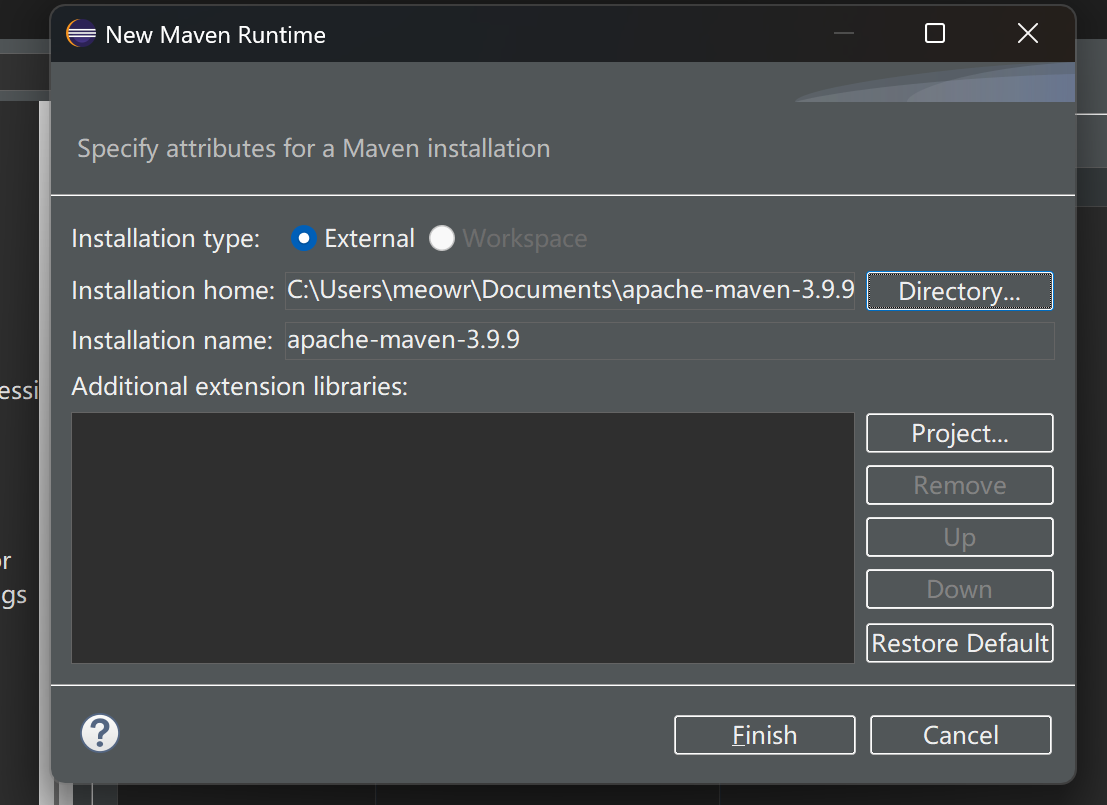 New Maven Runtime
Specify attributes for a Maven installation
Installation type: External Workspace
Installation home: C:\Users\meowr\Documents\apache-maven-3.9.9 Directory...
Installation name: apache-maven-3.9.9
Additional extension libraries:
essi
Project...
Remove
Up
or
Down
gs
Restore Default
? Finish Cancel